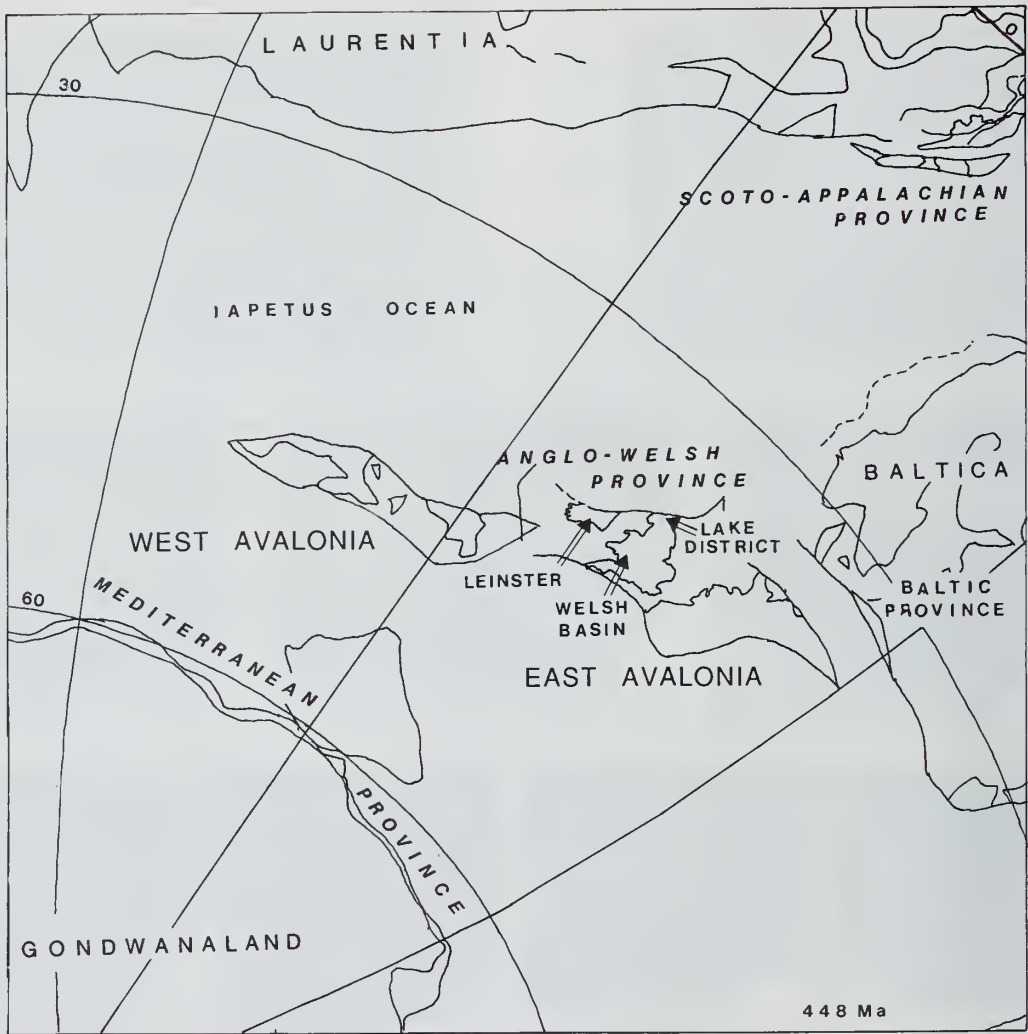 LAURENTIA
30
0
SCOTO-APPALACHIAN
PROVINCE
IAPETUS OCEAN
ANGLO-WELSH
PROVINCE
BALTICA
WEST AVALONIA
LAKE
DISTRICT
LEINSTER
WELSH
BASIN
BALTIC
PROVINCE
60
MEDITERRANEAN
PROVINCE
EAST AVALONIA
GONDWANALAND
448 Ma